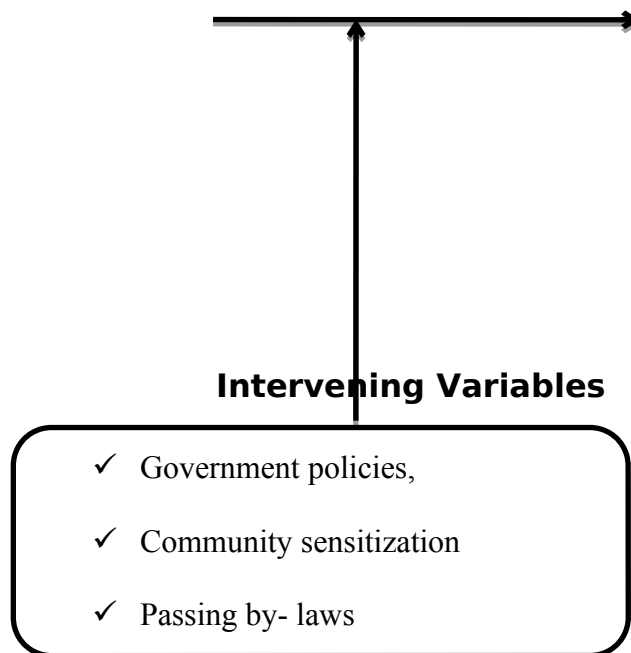 Intervening Variables
✓ Government policies,
✓ Community sensitization
✓ Passing by- laws